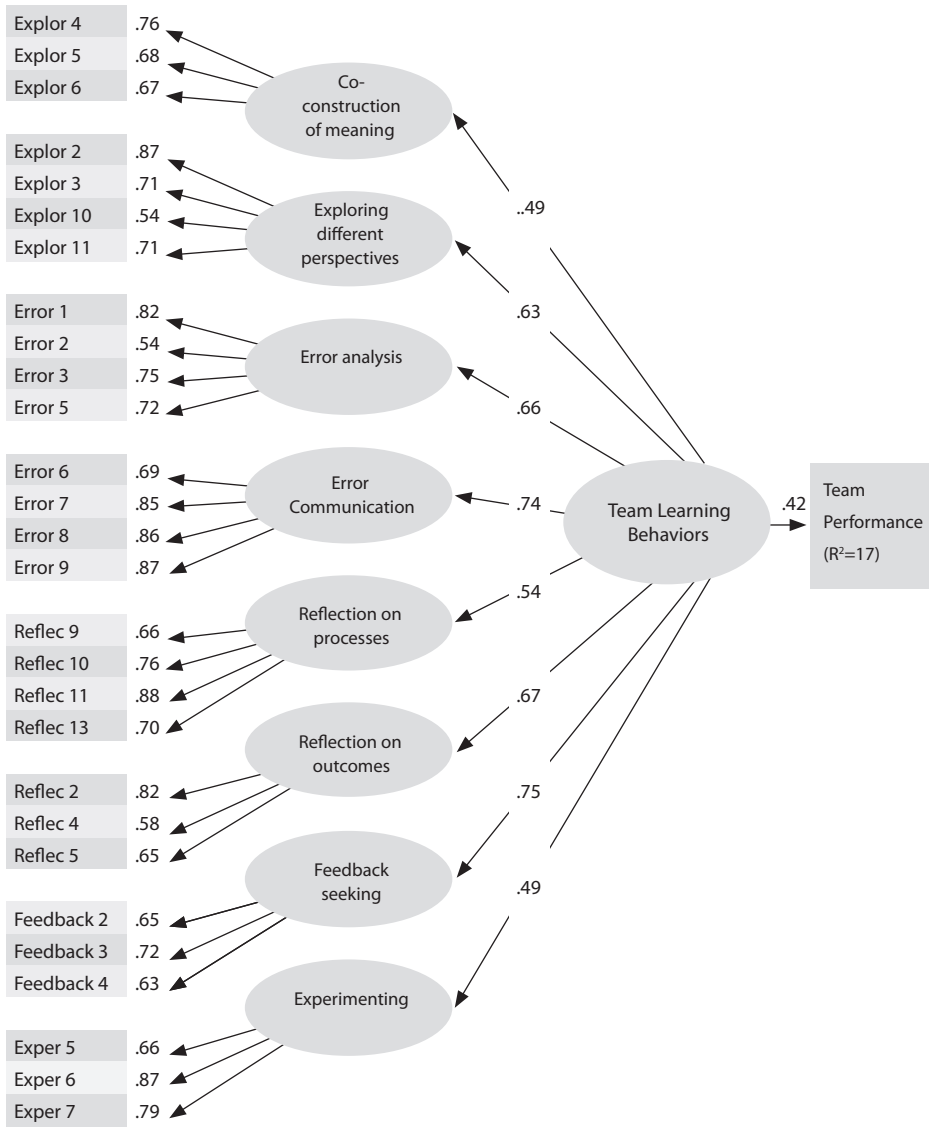 Explor 4 .76
Explor 5 .68
Explor 6 .67
Co-
construction
of meaning
Explor 2 .87
Explor 3 .71
Explor 10 .54
Explor 11 .71
Exploring
different
perspectives
..49
.63
Error 1 .82
Error 2 .54
Error 3 .75
Error 5 .72
Error analysis
.66
Error 6 .69
Error 7 .85
Error 8 .86
Error 9 .87
Error
Communication
.74
Team Learning
Behaviors
.42
Team
Performance
(R²=17)
Reflec 9 .66
Reflec 10 .76
Reflec 11 .88
Reflec 13 .70
Reflection on
processes
.54
Reflec 2 .82
Reflec 4 .58
Reflec 5 .65
Reflection on
outcomes
.67
Feedback 2 .65
Feedback 3 .72
Feedback 4 .63
Feedback
seeking
.75
Exper 5 .66
Exper 6 .87
Exper 7 .79
Experimenting
.49